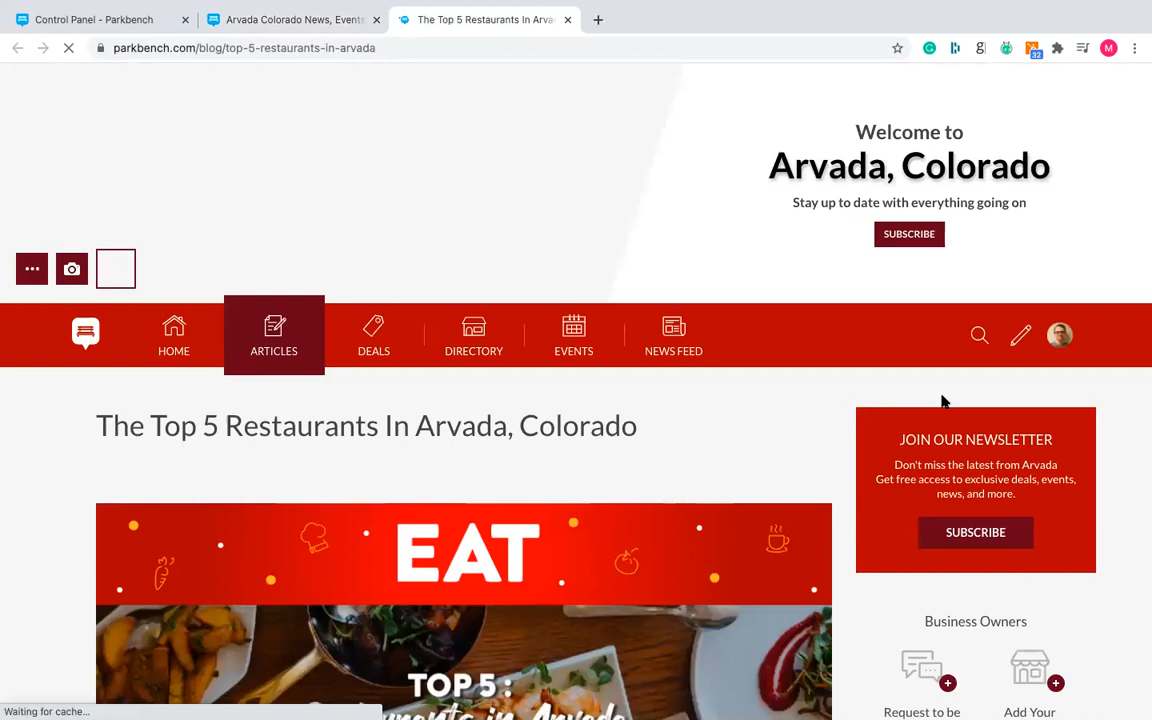 Control Panel - Parkbench
Arvada Colorado News, Events
The Top 5 Restaurants In Arva
parkbench.com/blog/top-5-restaurants-in-arvada
32
M
Welcome to
Arvada, Colorado
Stay up to date with everything going on
SUBSCRIBE
HOME
ARTICLES
DEALS
DIRECTORY
EVENTS
NEWS FEED
The Top 5 Restaurants In Arvada, Colorado
JOIN OUR NEWSLETTER
Don't miss the latest from Arvada
Get free access to exclusive deals, events,
news, and more.
SUBSCRIBE
EAT
TOP 5 :
Restaurants in Arvada
Business Owners
Request to be
Add Your
Waiting for cache...